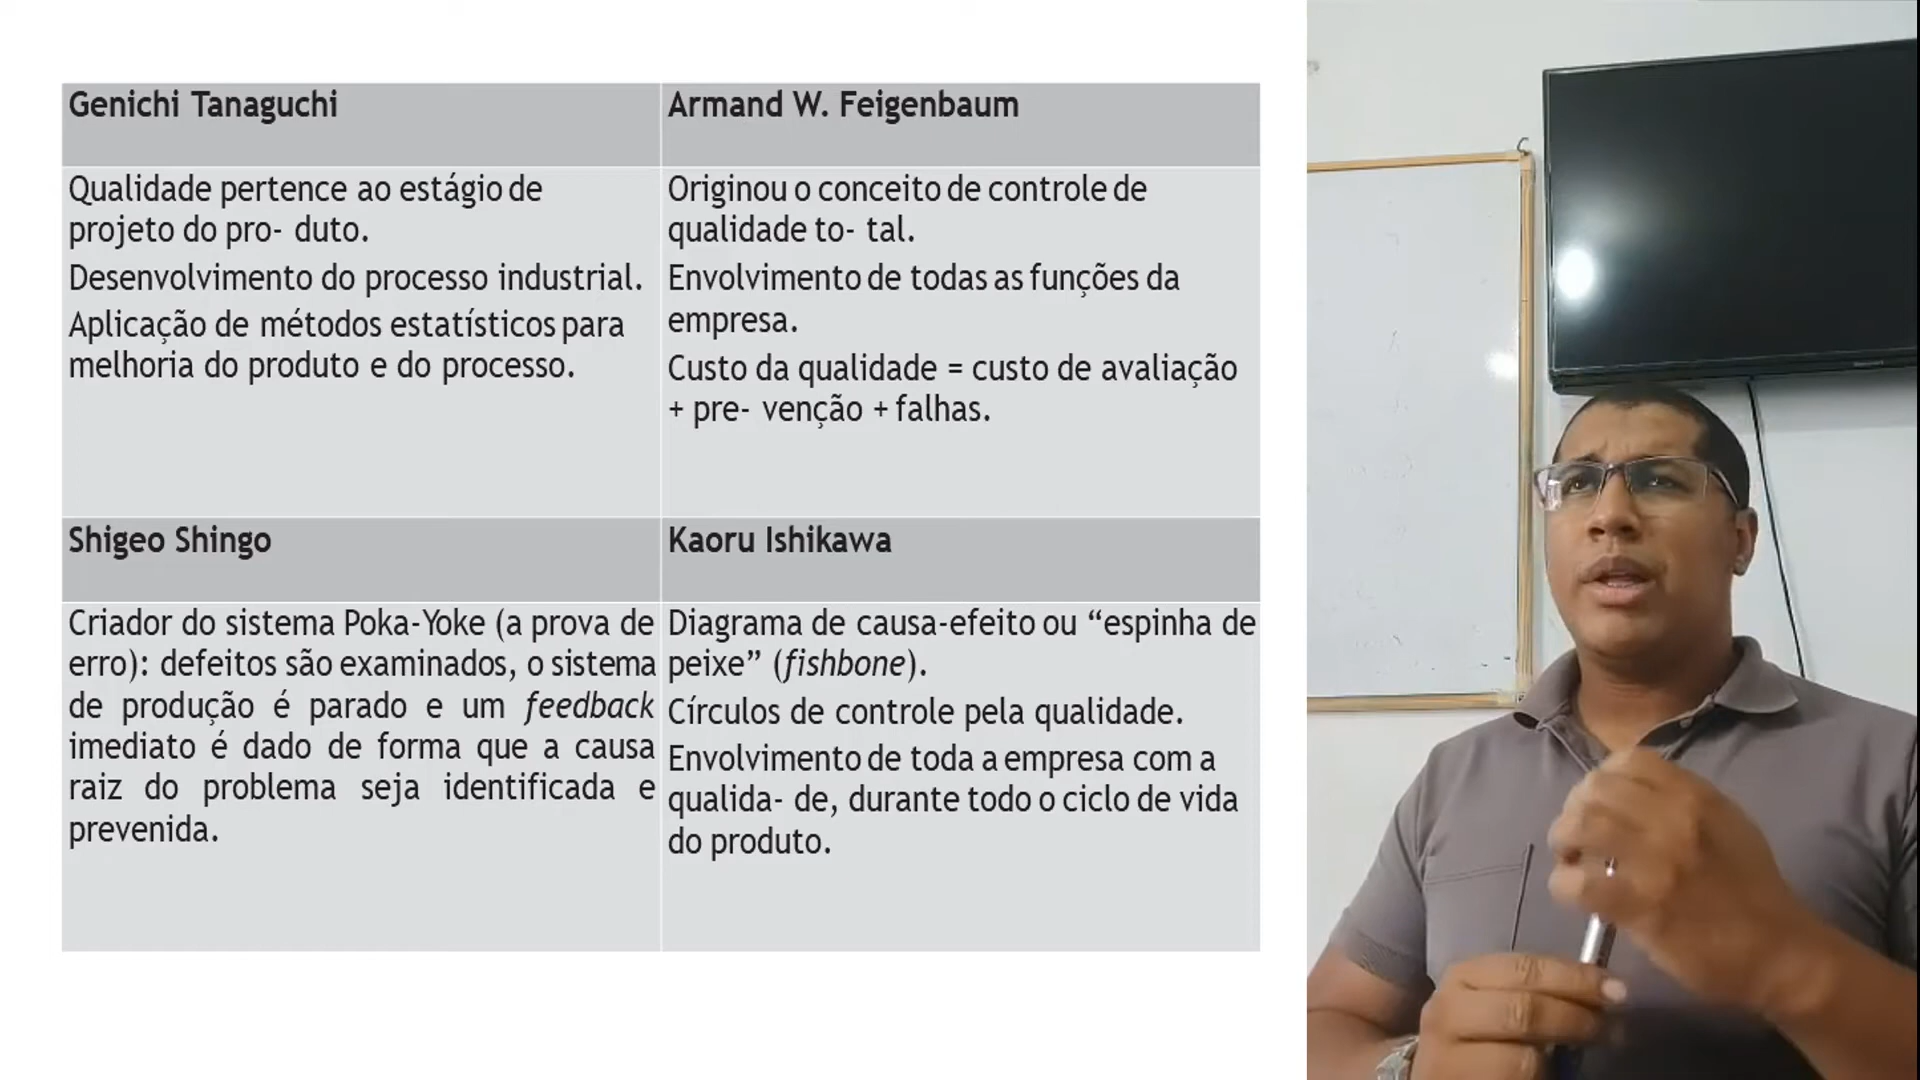 Genichi Tanaguchi
Qualidade pertence ao estágio de
projeto do pro- duto.
Desenvolvimento do processo industrial.
Aplicação de métodos estatísticos para
melhoria do produto e do processo.
Armand W. Feigenbaum
Originou o conceito de controle de
qualidade to- tal.
Envolvimento de todas as funções da
empresa.
Custo da qualidade = custo de avaliação
+ pre- venção + falhas.
Shigeo Shingo
Criador do sistema Poka-Yoke (a prova de
erro): defeitos são examinados, o sistema
de produção é parado e um feedback
imediato é dado de forma que a causa
raiz do problema seja identificada e
prevenida.
Kaoru Ishikawa
Diagrama de causa-efeito ou “espinha de
peixe” (fishbone).
Círculos de controle pela qualidade.
Envolvimento de toda a empresa com a
qualida- de, durante todo o ciclo de vida
do produto.